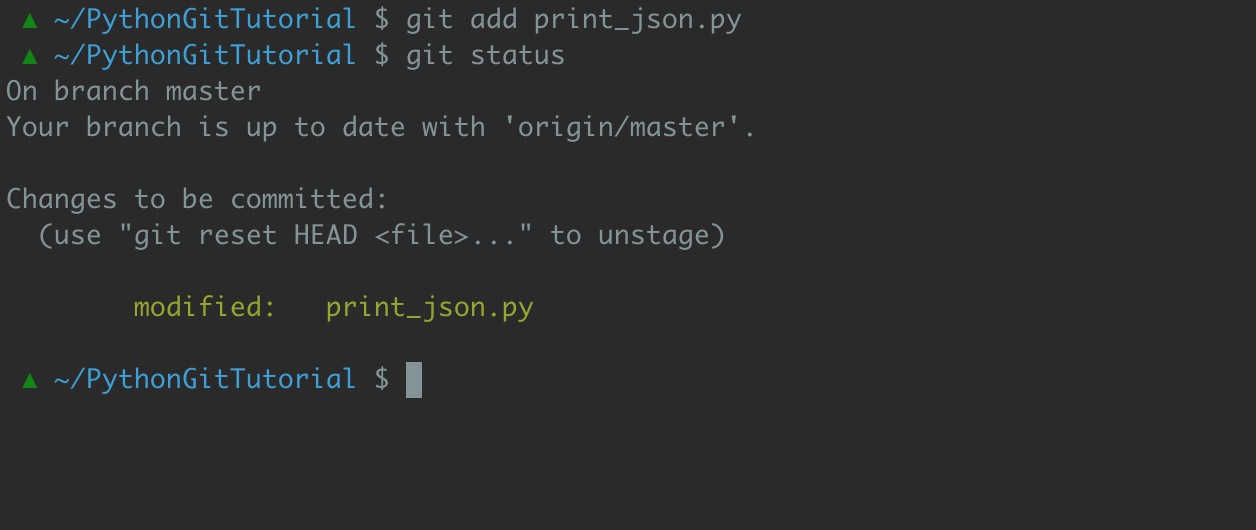 ▲ ~/PythonGitTutorial $ git add print_json.py
▲ ~/PythonGitTutorial $ git status
On branch master
Your branch is up to date with 'origin/master'.
Changes to be committed:
(use "git reset HEAD <file>..." to unstage)
modified: print_json.py
▲ ~/PythonGitTutorial $